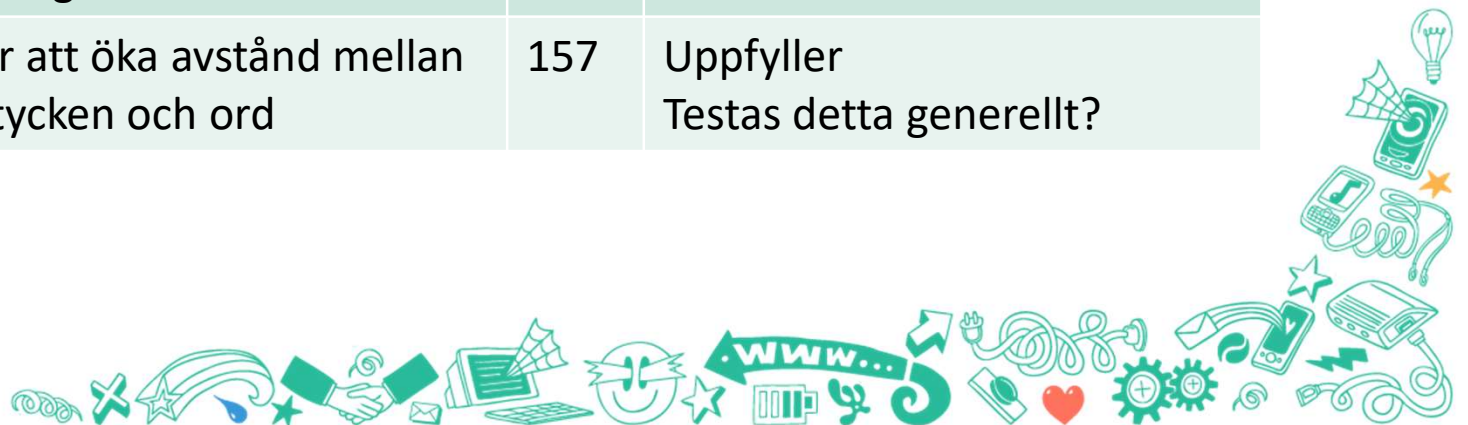 r att öka avstånd mellan
tycken och ord
157
Uppfyller
Testas detta generellt?
www...